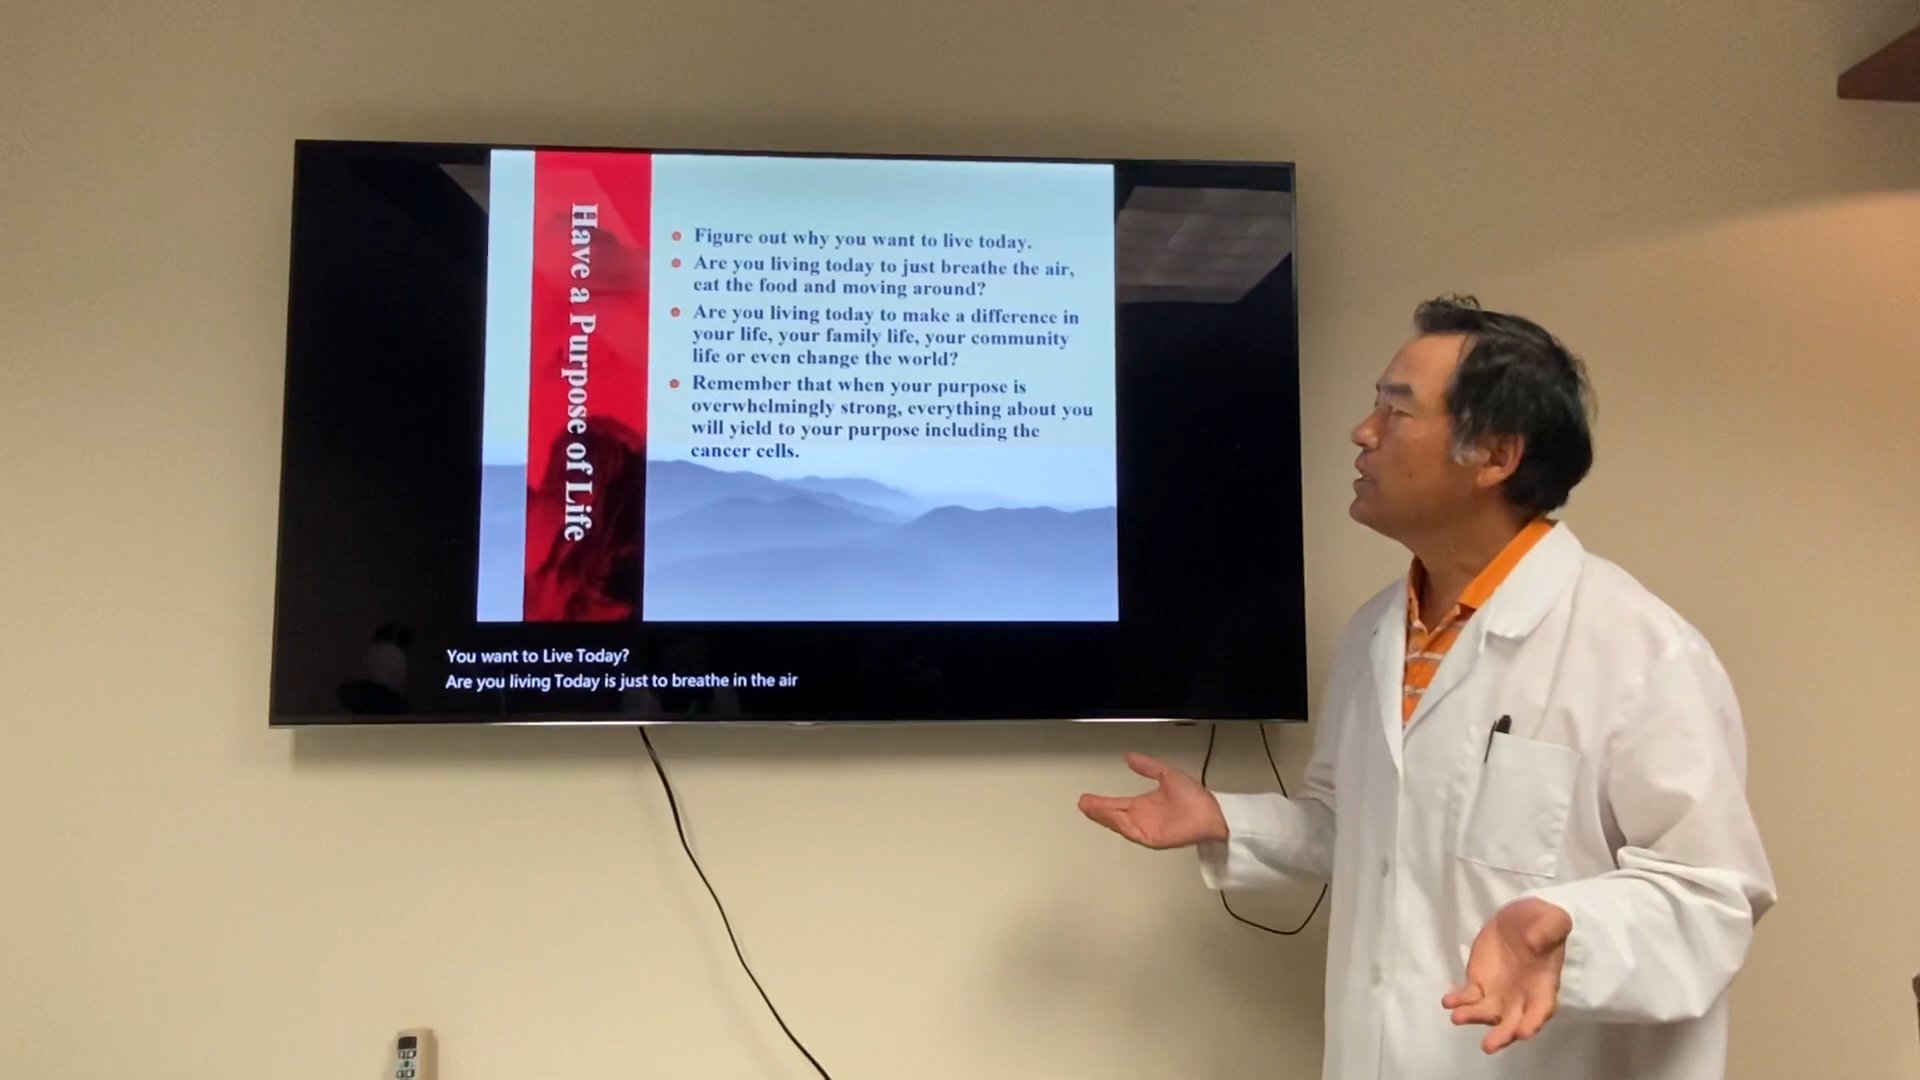 Have a Purpose of Life
Figure out why you want to live today.
Are you living today to just breathe the air,
eat the food and moving around?
Are you living today to make a difference in
your life, your family life, your community
life or even change the world?
Remember that when your purpose is
overwhelmingly strong, everything about you
will yield to your purpose including the
cancer cells.
You want to Live Today?
Are you living Today is just to breathe in the air